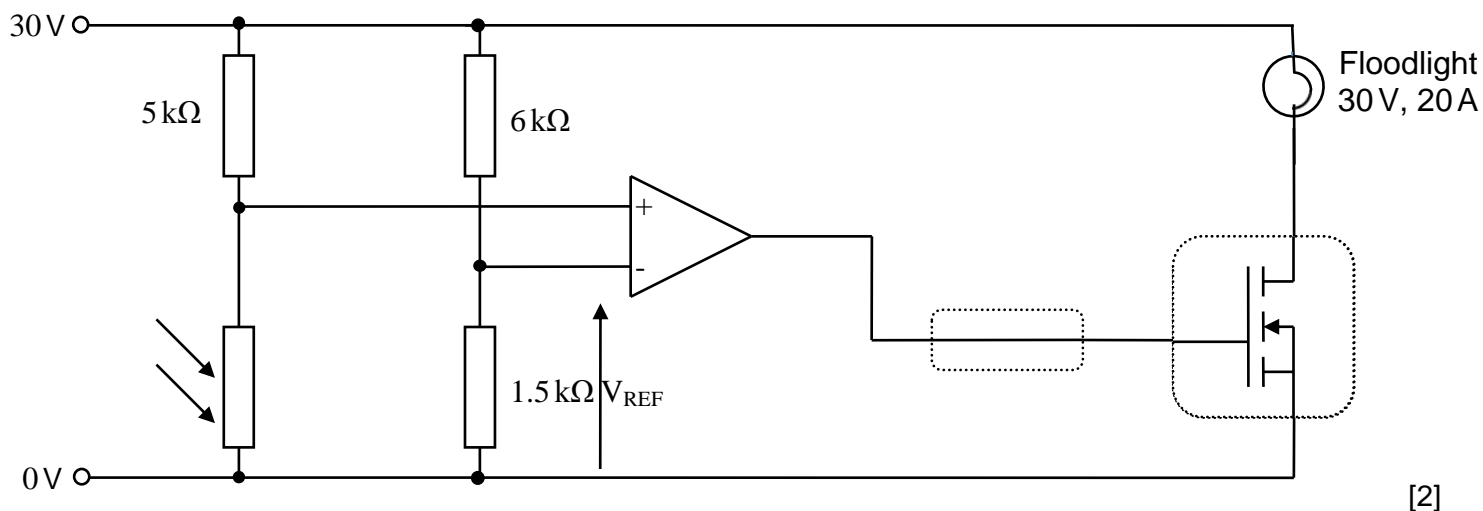 30 V
Floodlight
30 V, 20 A
5 kΩ
6 kΩ
+
-
1.5 kΩ V_REF
0 V
[2]